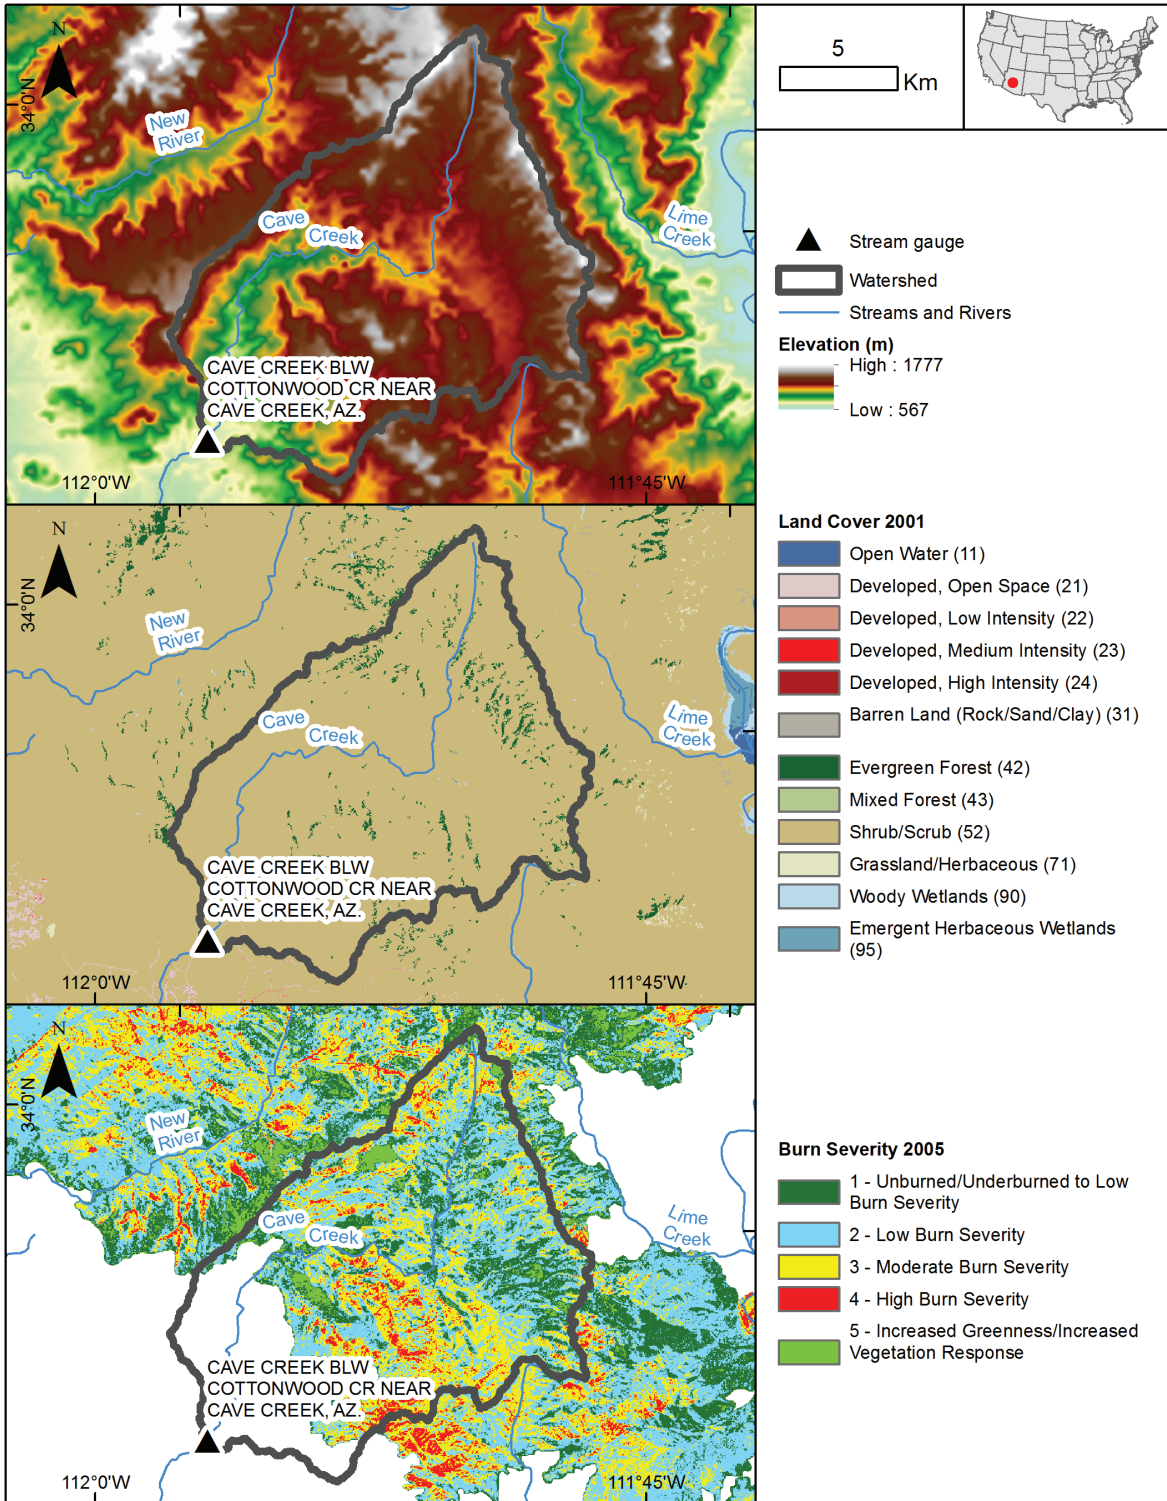 N
34°0'N
New
River
Cave
Creek
Lime
Creek
CAVE CREEK BLW
COTTONWOOD CR NEAR
CAVE CREEK, AZ.
112°0'W
111°45'W
5
Km
Stream gauge
Watershed
Streams and Rivers
Elevation (m)
High : 1777
Low : 567
N
34°0'N
New
River
Cave
Creek
Lime
Creek
CAVE CREEK BLW
COTTONWOOD CR NEAR
CAVE CREEK, AZ.
112°0'W
111°45'W
Land Cover 2001
Open Water (11)
Developed, Open Space (21)
Developed, Low Intensity (22)
Developed, Medium Intensity (23)
Developed, High Intensity (24)
Barren Land (Rock/Sand/Clay) (31)
Evergreen Forest (42)
Mixed Forest (43)
Shrub/Scrub (52)
Grassland/Herbaceous (71)
Woody Wetlands (90)
Emergent Herbaceous Wetlands
(95)
N
34°0'N
New
River
Cave
Creek
Lime
Creek
CAVE CREEK BLW
COTTONWOOD CR NEAR
CAVE CREEK, AZ.
112°0'W
111°45'W
Burn Severity 2005
1 - Unburned/Underburned to Low
Burn Severity
2 - Low Burn Severity
3 - Moderate Burn Severity
4 - High Burn Severity
5 - Increased Greenness/Increased
Vegetation Response